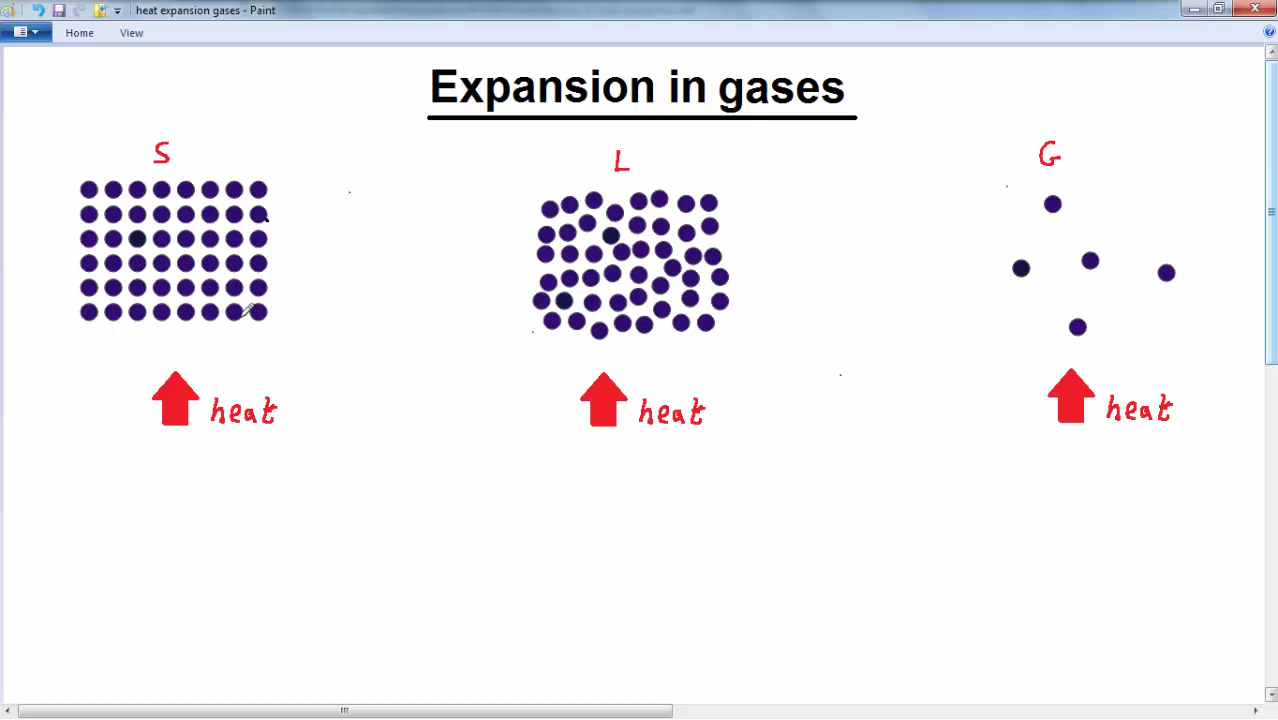 heat expansion gases - Paint
Home View
Expansion in gases
S L G
heat heat heat